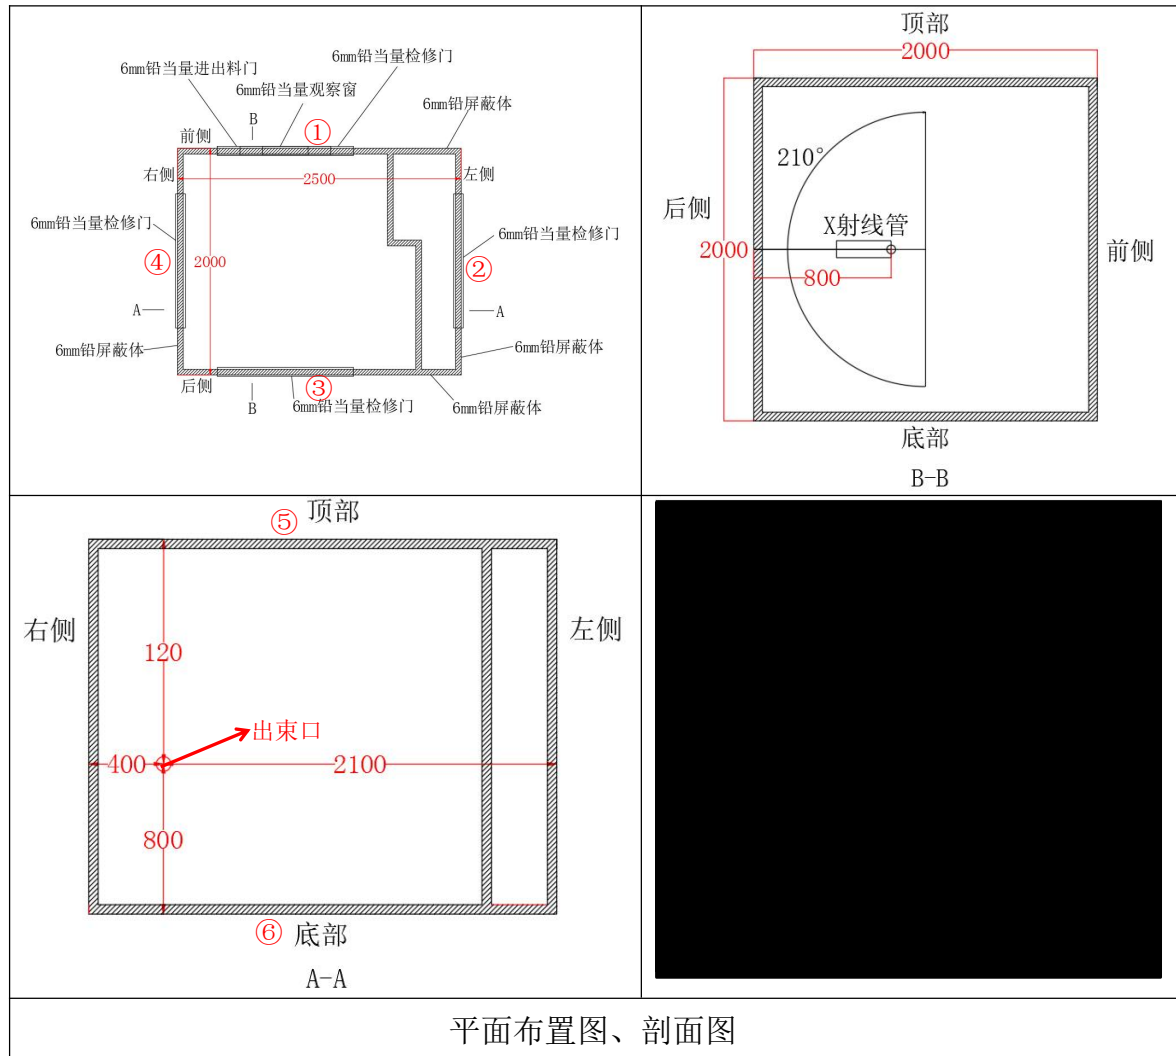 6mm铅当量检修门
6mm铅当量进出料门
6mm铅当量观察窗
6mm铅屏蔽体
B
①
前侧
右侧
2500
左侧
6mm铅当量检修门
6mm铅当量检修门
④
2000
②
A
A
6mm铅屏蔽体
6mm铅屏蔽体
后侧
B
③
6mm铅当量检修门
6mm铅屏蔽体
顶部
2000
210°
后侧
X射线管
2000
前侧
800
底部
B-B
⑤ 顶部
右侧
120
左侧
出束口
400
2100
800
⑥ 底部
A-A
平面布置图、剖面图